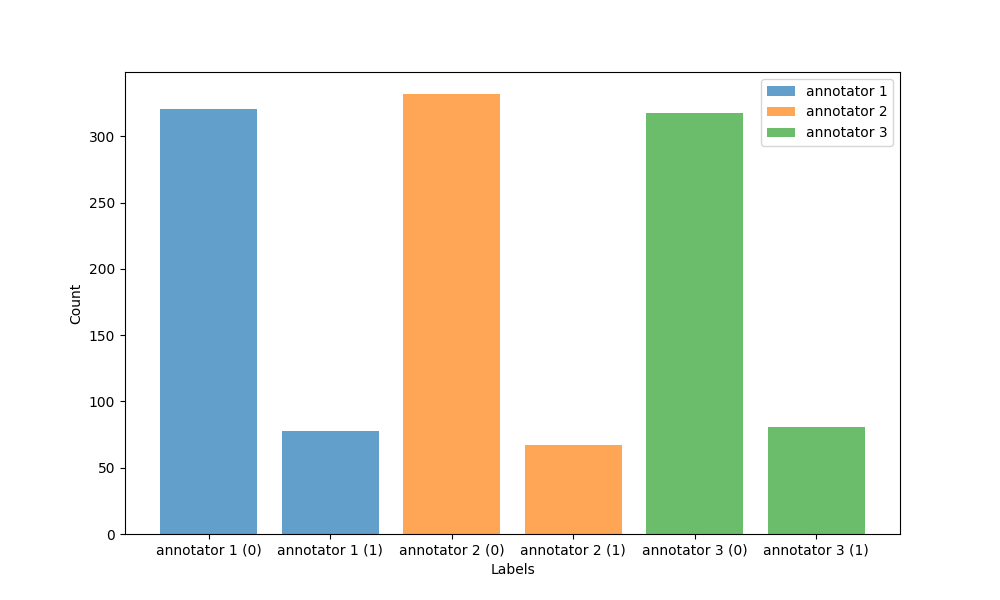 annotator 1
annotator 2
annotator 3
300
250
200
150
100
50
0
Count
annotator 1 (0)
annotator 1 (1)
annotator 2 (0)
annotator 2 (1)
annotator 3 (0)
annotator 3 (1)
Labels